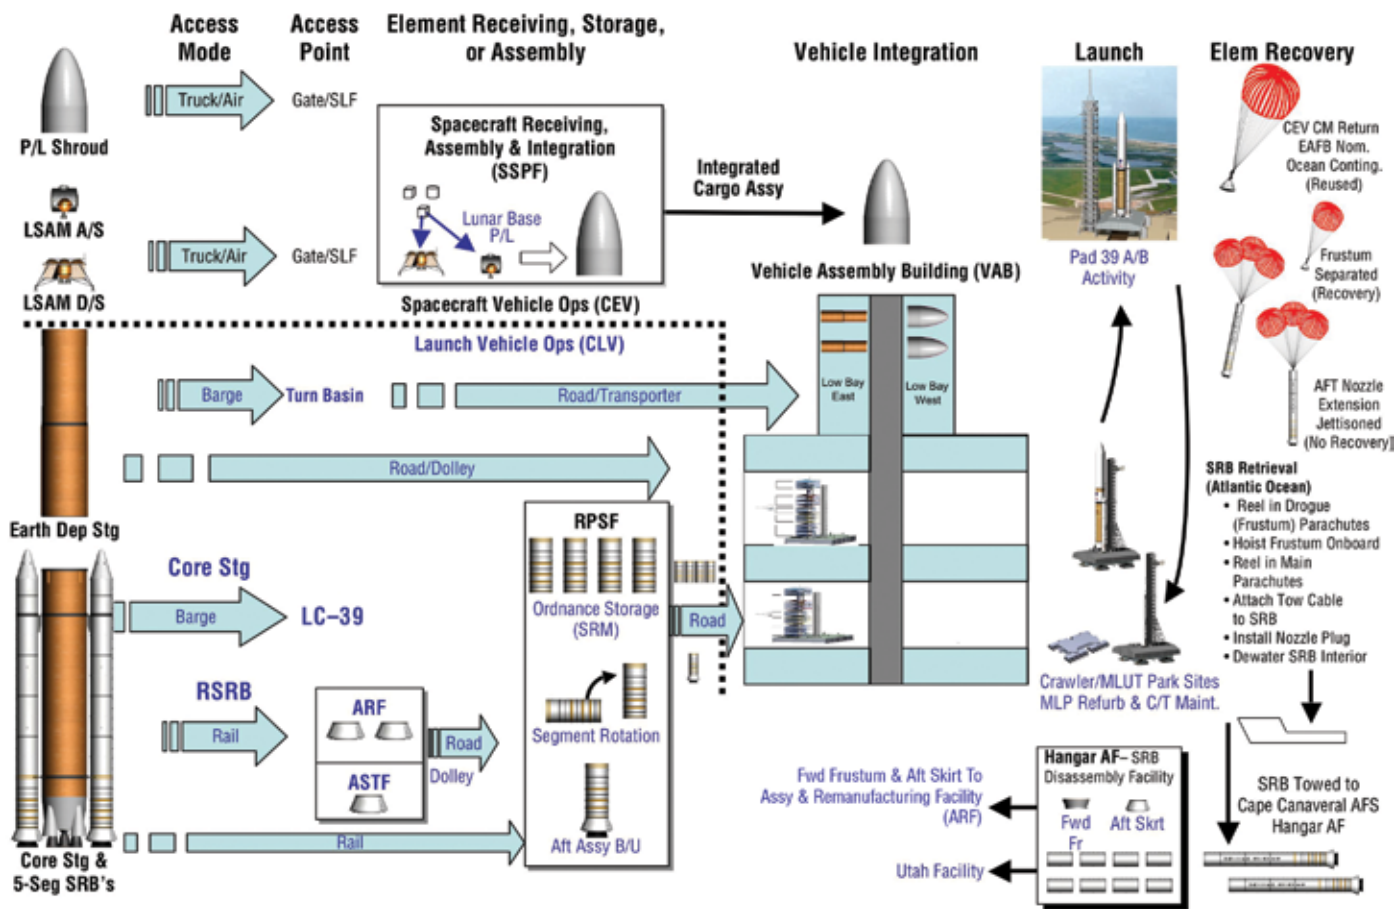 Access
Mode
Access
Point
Element Receiving, Storage,
or Assembly
Vehicle Integration
Launch
Elem Recovery
Truck/Air
Gate/SLF
P/L Shroud
LSAM A/S
Truck/Air
Gate/SLF
LSAM D/S
Spacecraft Receiving,
Assembly & Integration
(SSPF)
Lunar Base
P/L
Spacecraft Vehicle Ops (CEV)
Integrated
Cargo Assy
Launch Vehicle Ops (CLV)
Barge
Turn Basin
Road/Transporter
Road/Dolley
Earth Dep Stg
Core Stg
Barge
LC–39
RSRB
Rail
ARF
ASTF
Road
Dolley
Rail
Core Stg &
5-Seg SRB's
RPSF
Ordnance Storage
(SRM)
Segment Rotation
Aft Assy B/U
Road
Vehicle Assembly Building (VAB)
Low Bay
East
Low Bay
West
Pad 39 A/B
Activity
Crawler/MLUT Park Sites
MLP Refurb & C/T Maint.
CEV CM Return
EAFB Nom.
Ocean Conting.
(Reused)
Frustum
Separated
(Recovery)
AFT Nozzle
Extension
Jettisoned
(No Recovery)]
SRB Retrieval
(Atlantic Ocean)
• Reel in Drogue
(Frustum) Parachutes
• Hoist Frustum Onboard
• Reel in Main
Parachutes
• Attach Tow Cable
to SRB
• Install Nozzle Plug
• Dewater SRB Interior
SRB Towed to
Cape Canaveral AFS
Hangar AF
Hangar AF– SRB
Disassembly Facility
Fwd
Fr
Aft Skrt
Fwd Frustum & Aft Skirt To
Assy & Remanufacturing Facility
(ARF)
Utah Facility